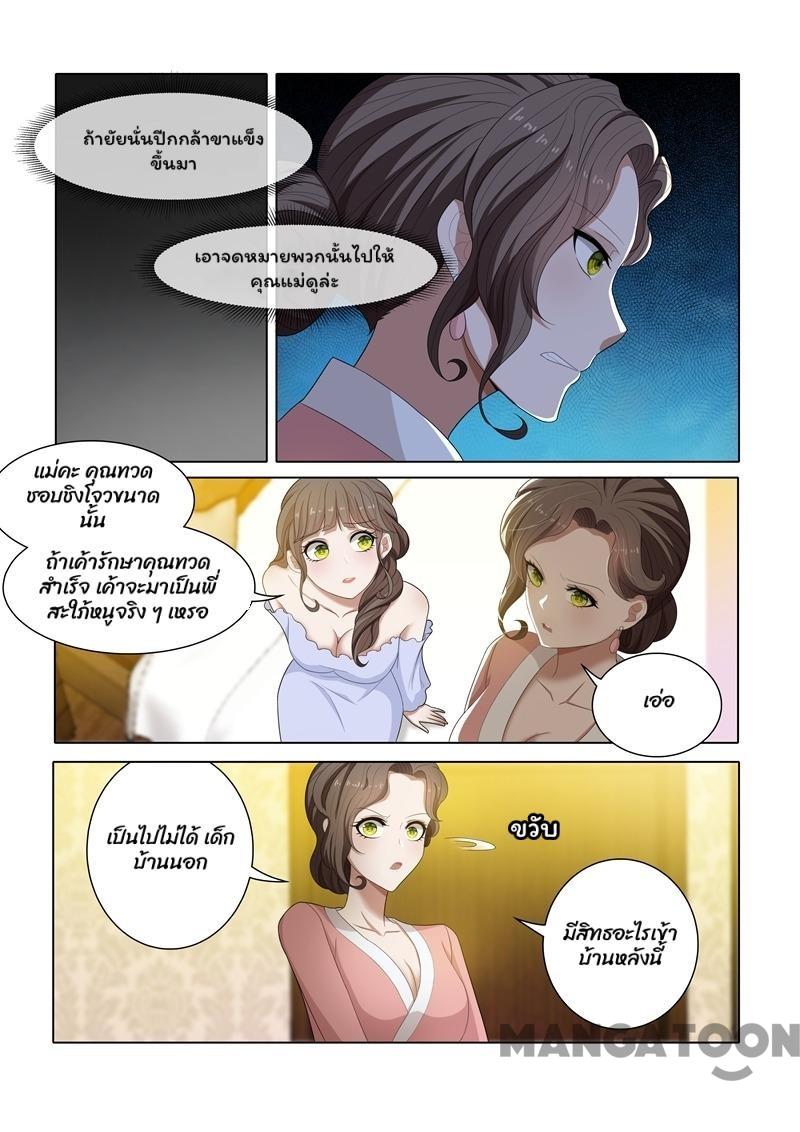 ถ้ายัยนั่นปีกกล้าขาแข็ง
ขึ้นมา
เอาจดหมายพวกนั้นไปให้
คุณแม่ดูล่ะ
แม่คะ คุณทวด
ชอบชิงโจวขนาด
นั้น
ถ้าเค้ารักษาคุณทวด
สำเร็จ เค้าจะมาเป็นพี่
สะใภ้หนูจริง ๆ เหรอ
เอ่อ
เป็นไปไม่ได้ เด็ก
บ้านนอก
ขวับ
มีสิทธอะไรเข้า
บ้านหลังนี้
MANGATOON